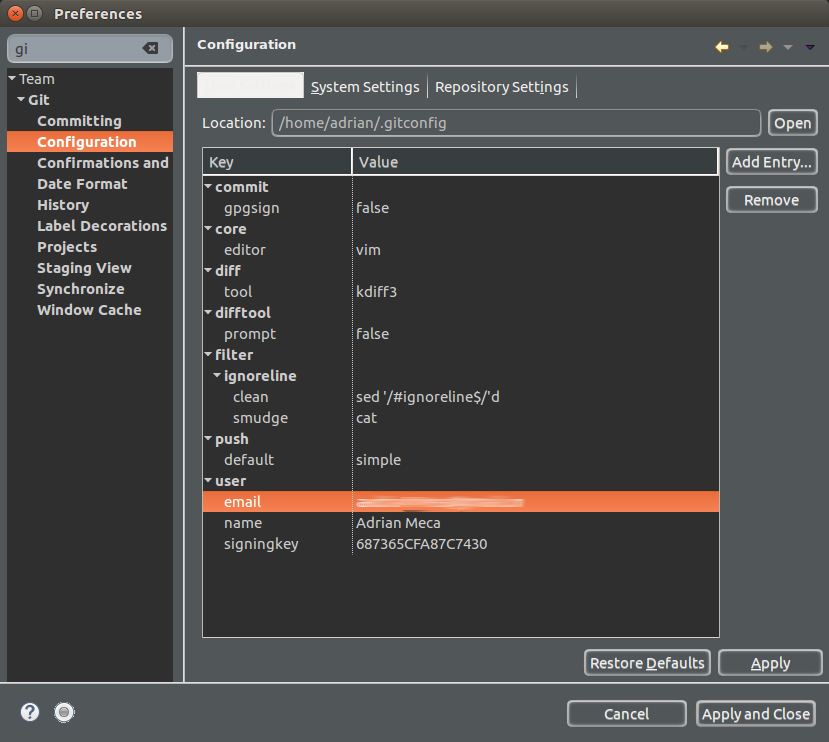 Preferences
gi
Team
Git
Committing
Configuration
Confirmations and
Date Format
History
Label Decorations
Projects
Staging View
Synchronize
Window Cache
Configuration
System Settings
Repository Settings
Location: /home/adrian/.gitconfig Open
Key Value Add Entry...
Remove
commit
gpgsign false
core
editor vim
diff
tool kdiff3
difftool
prompt false
filter
ignoreline
clean sed '/#ignoreline$/'d
smudge cat
push
default simple
user
email
name Adrian Meca
signingkey 687365CFA87C7430
Restore Defaults Apply
? Cancel Apply and Close